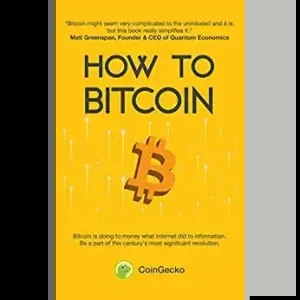 "Bitcoin might seem very complicated to the uninitiated and it is,
but this book really simplifies it."
Mati Greenspan, Founder & CEO of Quantum Economics
HOW TO
BITCOIN
Bitcoin is doing to money what Internet did to information.
Be a part of this century's most significant revolution.
CoinGecko